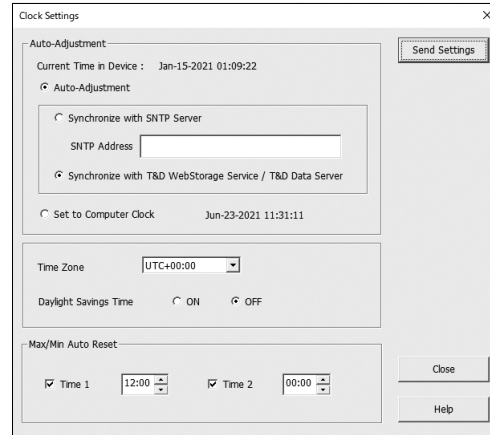 Clock Settings
Auto-Adjustment
Send Settings
Current Time in Device : Jan-15-2021 01:09:22
Auto-Adjustment
Synchronize with SNTP Server
SNTP Address
Synchronize with T&D WebStorage Service / T&D Data Server
Set to Computer Clock Jun-23-2021 11:31:11
Time Zone UTC+00:00
Daylight Savings Time ON OFF
Max/Min Auto Reset
Time 1 12:00 Time 2 00:00
Close
Help